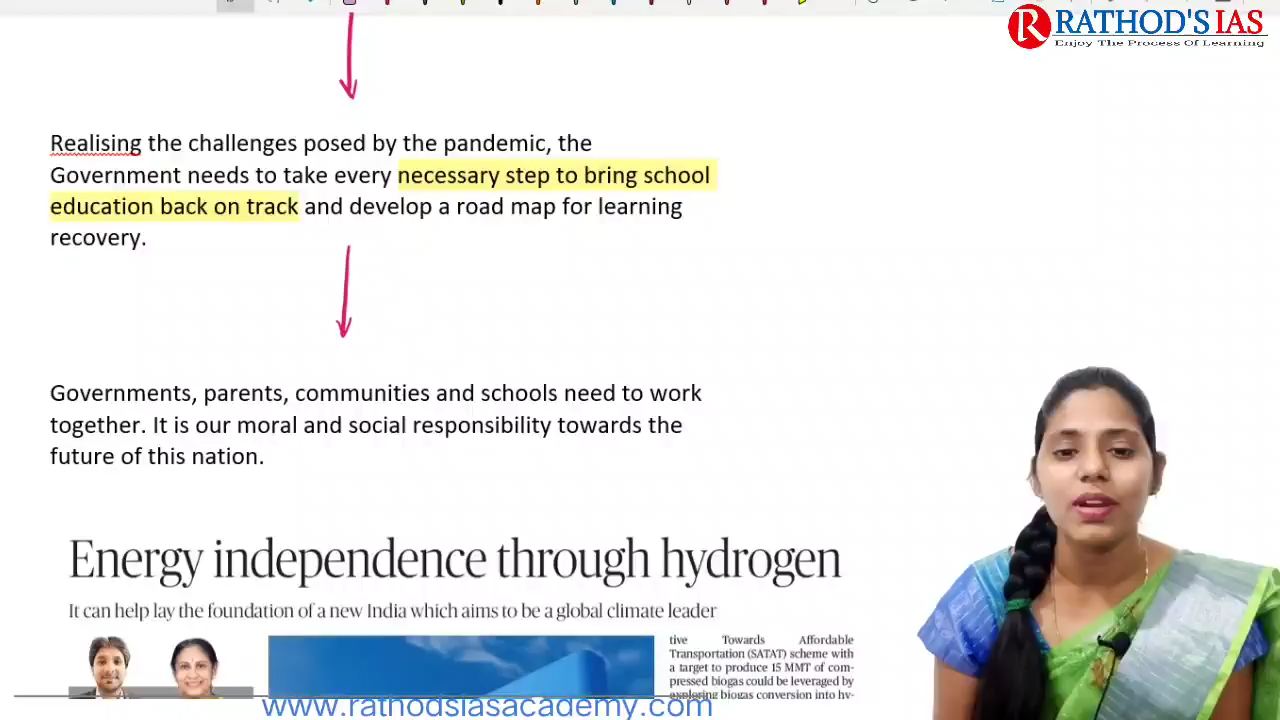 RATHOD'S IAS
Enjoy The Process Of Learning
Realising the challenges posed by the pandemic, the
Government needs to take every necessary step to bring school
education back on track and develop a road map for learning
recovery.
Governments, parents, communities and schools need to work
together. It is our moral and social responsibility towards the
future of this nation.
Energy independence through hydrogen
It can help lay the foundation of a new India which aims to be a global climate leader
tive Towards Affordable
Transportation (SATAT) scheme with
a target to produce 15 MMT of com-
pressed biogas could be leveraged by
exploring biogas conversion into hy-
www.rathodsiasacademy.com